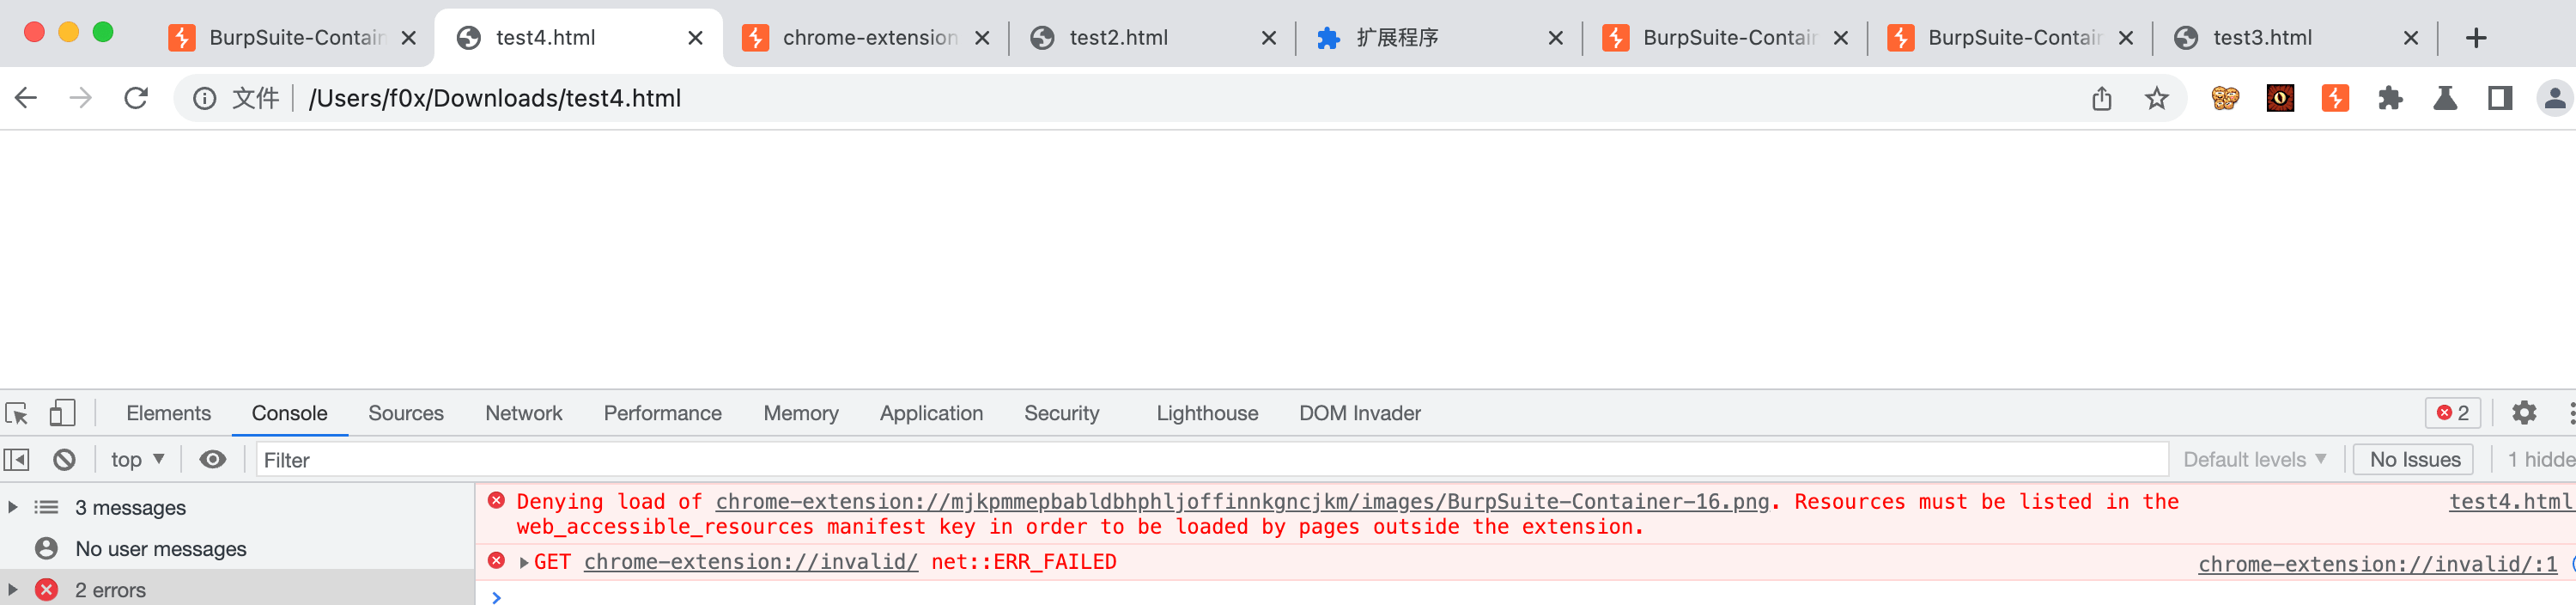 BurpSuite-Contain
test4.html
chrome-extension
test2.html
扩展程序
BurpSuite-Contain
BurpSuite-Contain
test3.html
文件 /Users/f0x/Downloads/test4.html
Elements Console Sources Network Performance Memory Application Security Lighthouse DOM Invader 2
top Filter Default levels No Issues 1 hidde
3 messages
No user messages
2 errors
Denying load of chrome-extension://mjkpmmepbabldbhphljoffinnkgncjkm/images/BurpSuite-Container-16.png. Resources must be listed in the test4.html
web_accessible_resources manifest key in order to be loaded by pages outside the extension.
GET chrome-extension://invalid/ net::ERR_FAILED chrome-extension://invalid/:1